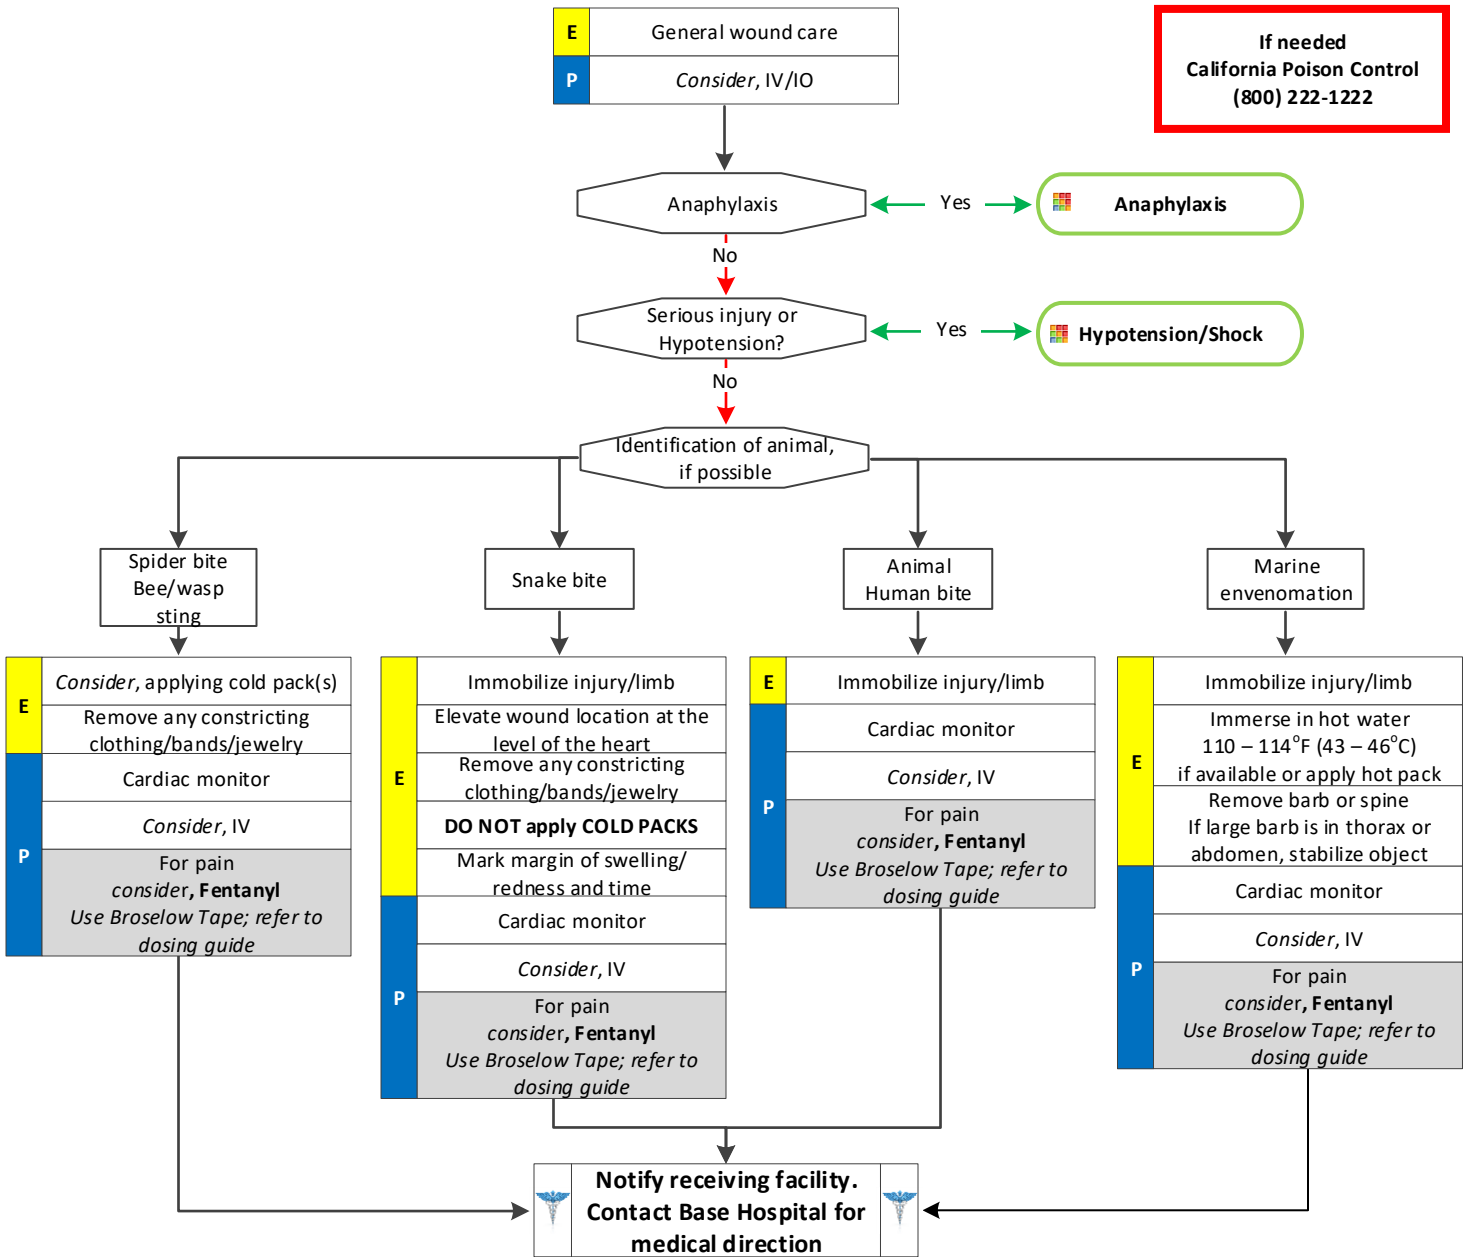 E
General wound care
P
Consider, IV/IO
If needed
California Poison Control
(800) 222-1222
Anaphylaxis
Yes
Anaphylaxis
No
Serious injury or
Hypotension?
Yes
Hypotension/Shock
No
Identification of animal,
if possible
Spider bite
Bee/wasp
sting
Snake bite
Animal
Human bite
Marine
envenomation
E
Consider, applying cold pack(s)
Remove any constricting
clothing/bands/jewelry
P
Cardiac monitor
Consider, IV
For pain
consider, Fentanyl
Use Broselow Tape; refer to
dosing guide
E
Immobilize injury/limb
Elevate wound location at the
level of the heart
Remove any constricting
clothing/bands/jewelry
DO NOT apply COLD PACKS
Mark margin of swelling/
redness and time
P
Cardiac monitor
Consider, IV
For pain
consider, Fentanyl
Use Broselow Tape; refer to
dosing guide
E
Immobilize injury/limb
P
Cardiac monitor
Consider, IV
For pain
consider, Fentanyl
Use Broselow Tape; refer to
dosing guide
E
Immobilize injury/limb
Immerse in hot water
110 – 114°F (43 – 46°C)
if available or apply hot pack
Remove barb or spine
If large barb is in thorax or
abdomen, stabilize object
P
Cardiac monitor
Consider, IV
For pain
consider, Fentanyl
Use Broselow Tape; refer to
dosing guide
Notify receiving facility.
Contact Base Hospital for
medical direction